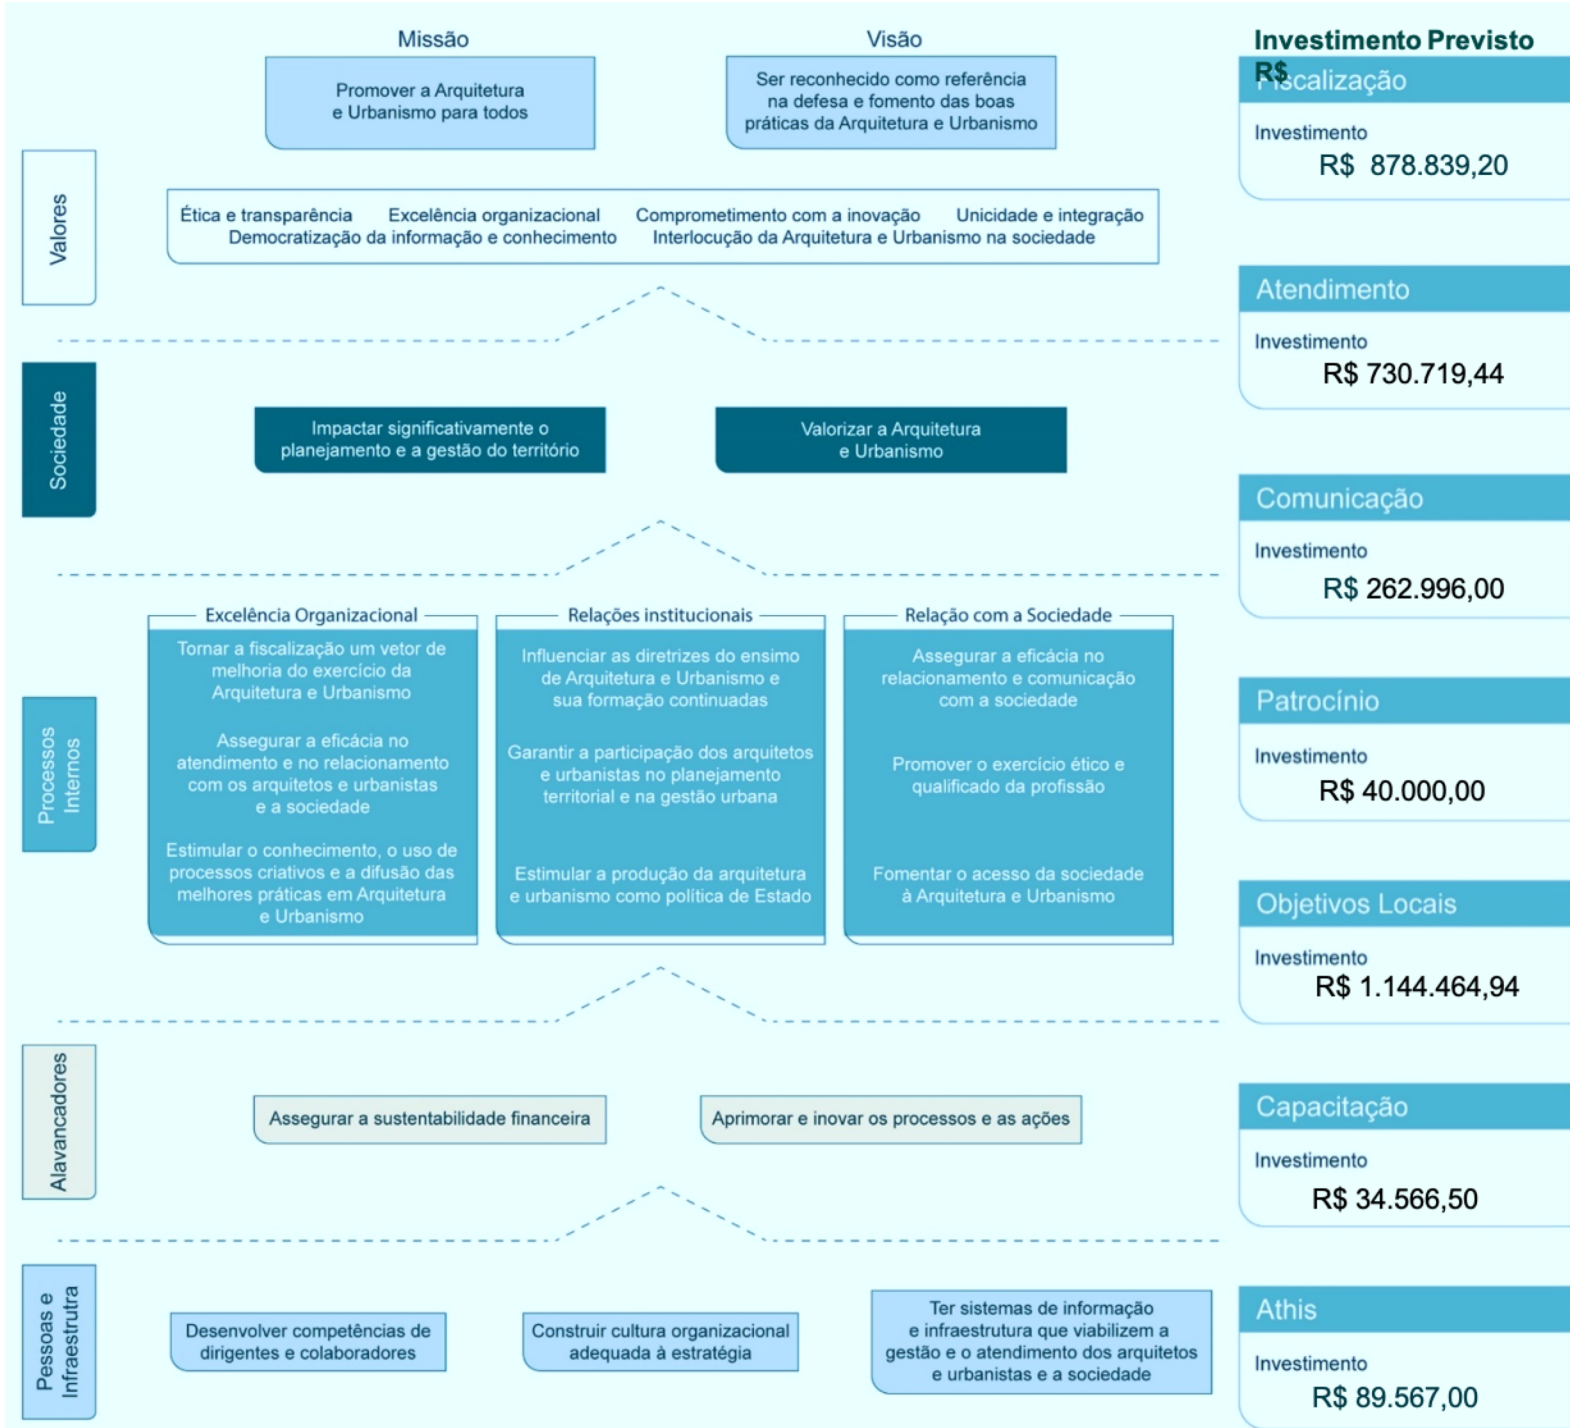 Missão
Promover a Arquitetura
e Urbanismo para todos
Visão
Ser reconhecido como referência
na defesa e fomento das boas
práticas da Arquitetura e Urbanismo
Valores
Ética e transparência Excelência organizacional Comprometimento com a inovação Unicidade e integração
Democratização da informação e conhecimento Interlocução da Arquitetura e Urbanismo na sociedade
Sociedade
Impactar significativamente o
planejamento e a gestão do território
Valorizar a Arquitetura
e Urbanismo
Processos
Internos
Excelência Organizacional
Tornar a fiscalização um vetor de
melhoria do exercício da
Arquitetura e Urbanismo
Assegurar a eficácia no
atendimento e no relacionamento
com os arquitetos e urbanistas
e a sociedade
Estimular o conhecimento, o uso de
processos criativos e a difusão das
melhores práticas em Arquitetura
e Urbanismo
Relações institucionais
Influenciar as diretrizes do ensimo
de Arquitetura e Urbanismo e
sua formação continuadas
Garantir a participação dos arquitetos
e urbanistas no planejamento
territorial e na gestão urbana
Estimular a produção da arquitetura
e urbanismo como política de Estado
Relação com a Sociedade
Assegurar a eficácia no
relacionamento e comunicação
com a sociedade
Promover o exercício ético e
qualificado da profissão
Fomentar o acesso da sociedade
à Arquitetura e Urbanismo
Alavancadores
Assegurar a sustentabilidade financeira
Aprimorar e inovar os processos e as ações
Pessoas e
Infraestrutra
Desenvolver competências de
dirigentes e colaboradores
Construir cultura organizacional
adequada à estratégia
Ter sistemas de informação
e infraestrutura que viabilizem a
gestão e o atendimento dos arquitetos
e urbanistas e a sociedade
Investimento Previsto
R$
Fiscalização
Investimento
R$ 878.839,20
Atendimento
Investimento
R$ 730.719,44
Comunicação
Investimento
R$ 262.996,00
Patrocínio
Investimento
R$ 40.000,00
Objetivos Locais
Investimento
R$ 1.144.464,94
Capacitação
Investimento
R$ 34.566,50
Athis
Investimento
R$ 89.567,00